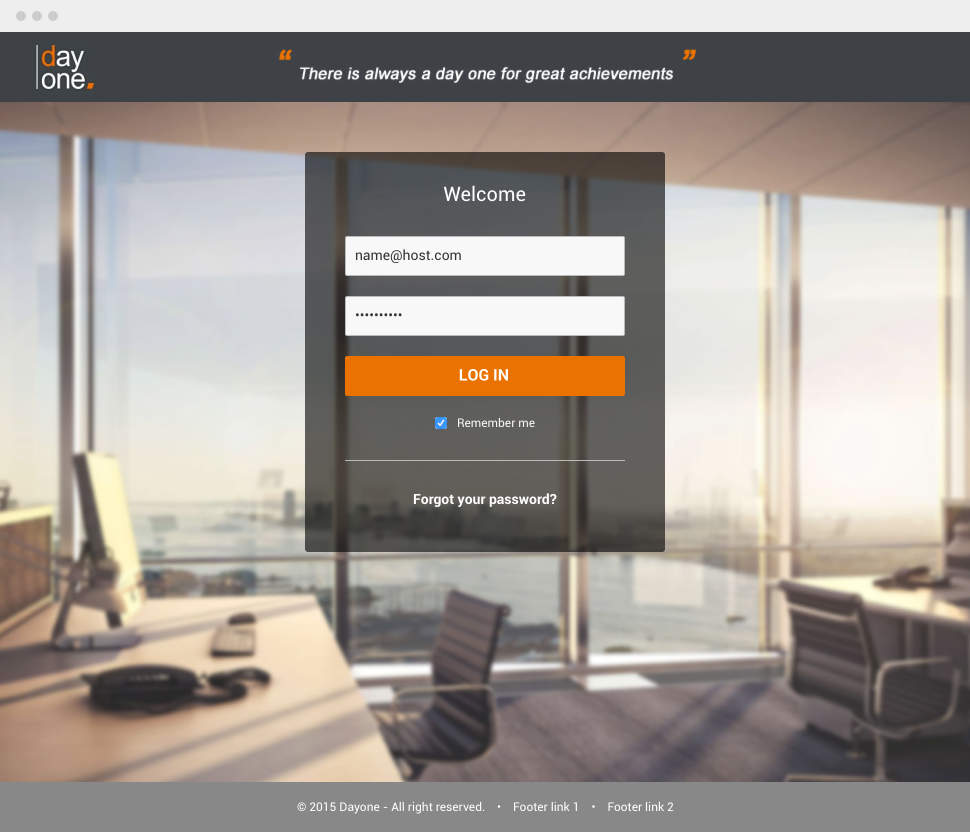 day
one.
“ There is always a day one for great achievements ”
Welcome
name@host.com
••••••••••
LOG IN
Remember me
Forgot your password?
© 2015 Dayone - All right reserved. • Footer link 1 • Footer link 2